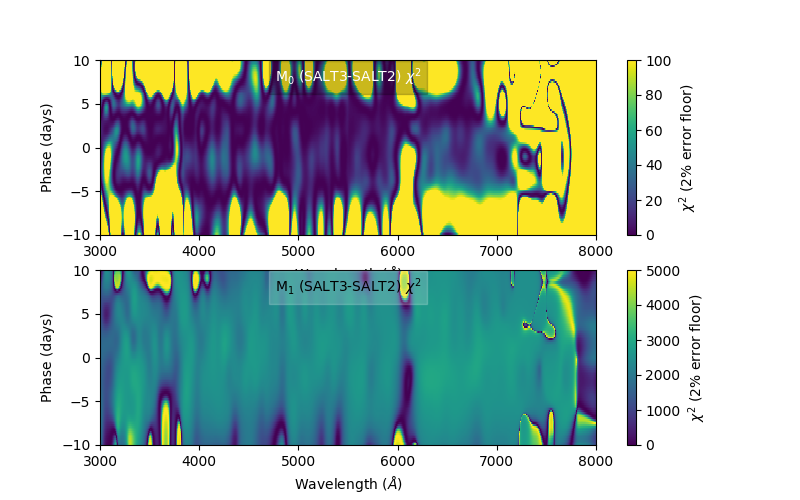 10
5
0
−5
−10
Phase (days)
M0 (SALT3-SALT2) χ2
3000 4000 5000 6000 7000 8000
100
80
60
40
20
0
χ2 (2% error floor)
10
5
0
−5
−10
Phase (days)
M1 (SALT3-SALT2) χ2
3000 4000 5000 6000 7000 8000
Wavelength (Å)
5000
4000
3000
2000
1000
0
χ2 (2% error floor)